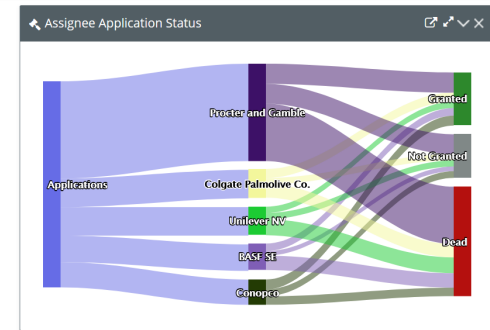 Assignee Application Status
Granted
Procter and Gamble
Not Granted
Applications
Colgate Palmolive Co.
Unilever NV
Dead
BASF SE
Conopco